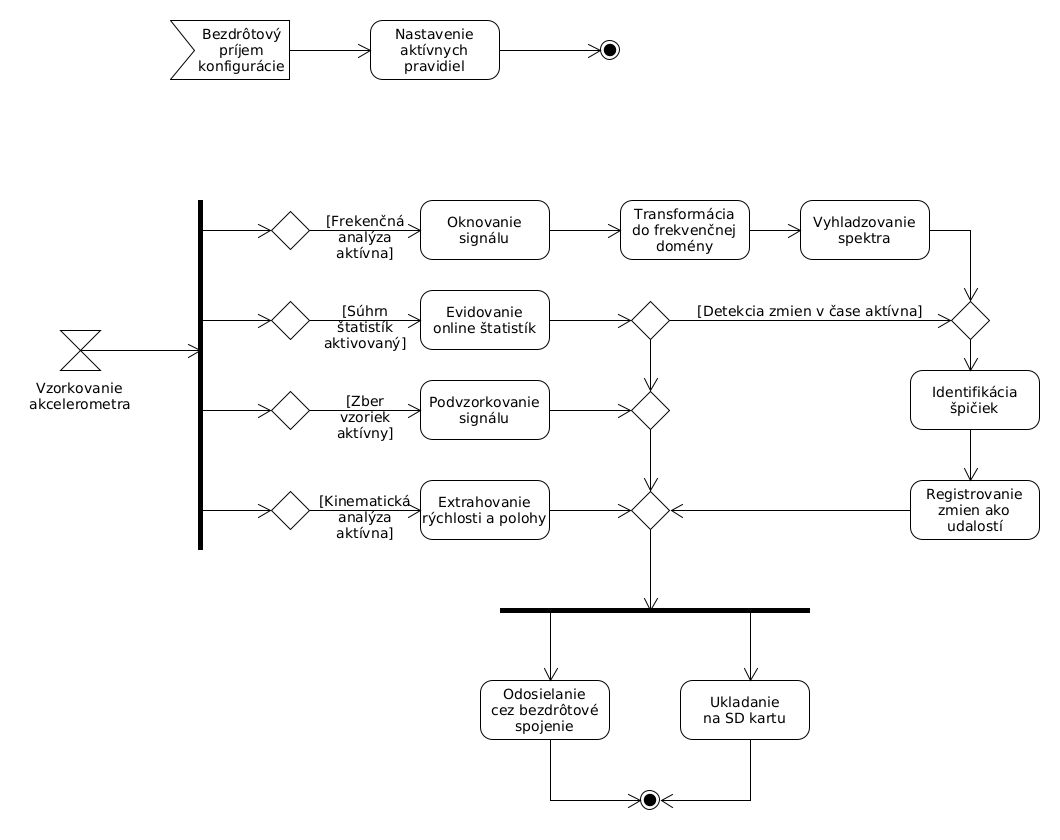 Bezdrôtový
príjem
konfigurácie
Nastavenie
aktívnych
pravidiel
[Frekenčná
analýza
aktívna]
Oknovanie
signálu
Transformácia
do frekvenčnej
domény
Vyhladzovanie
spektra
[Súhrn
štatistík
aktivovaný]
Evidovanie
online štatistík
[Detekcia zmien v čase aktívna]
Vzorkovanie
akcelerometra
[Zber
vzoriek
aktívny]
Podvzorkovanie
signálu
Identifikácia
špičiek
[Kinematická
analýza
aktívna]
Extrahovanie
rýchlosti a polohy
Registrovanie
zmien ako
udalostí
Odosielanie
cez bezdrôtové
spojenie
Ukladanie
na SD kartu